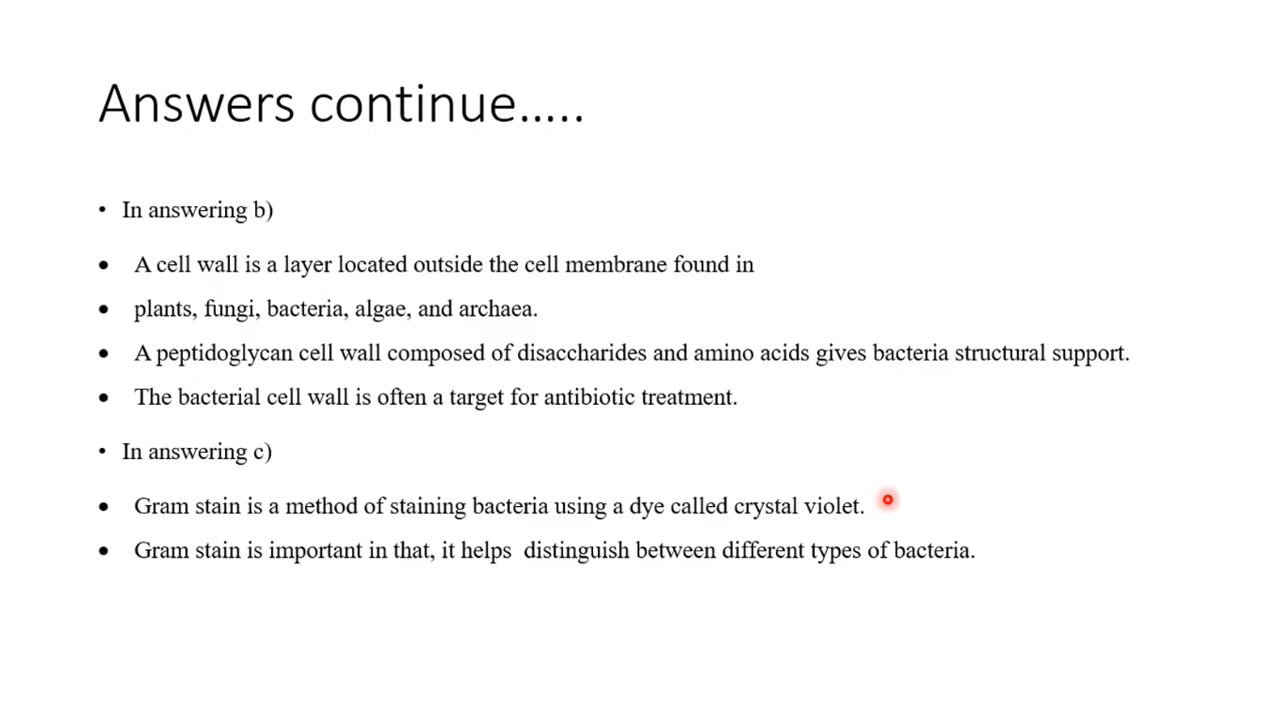 Answers continue.....
• In answering b)
• A cell wall is a layer located outside the cell membrane found in
• plants, fungi, bacteria, algae, and archaea.
• A peptidoglycan cell wall composed of disaccharides and amino acids gives bacteria structural support.
• The bacterial cell wall is often a target for antibiotic treatment.
• In answering c)
• Gram stain is a method of staining bacteria using a dye called crystal violet.
• Gram stain is important in that, it helps  distinguish between different types of bacteria.